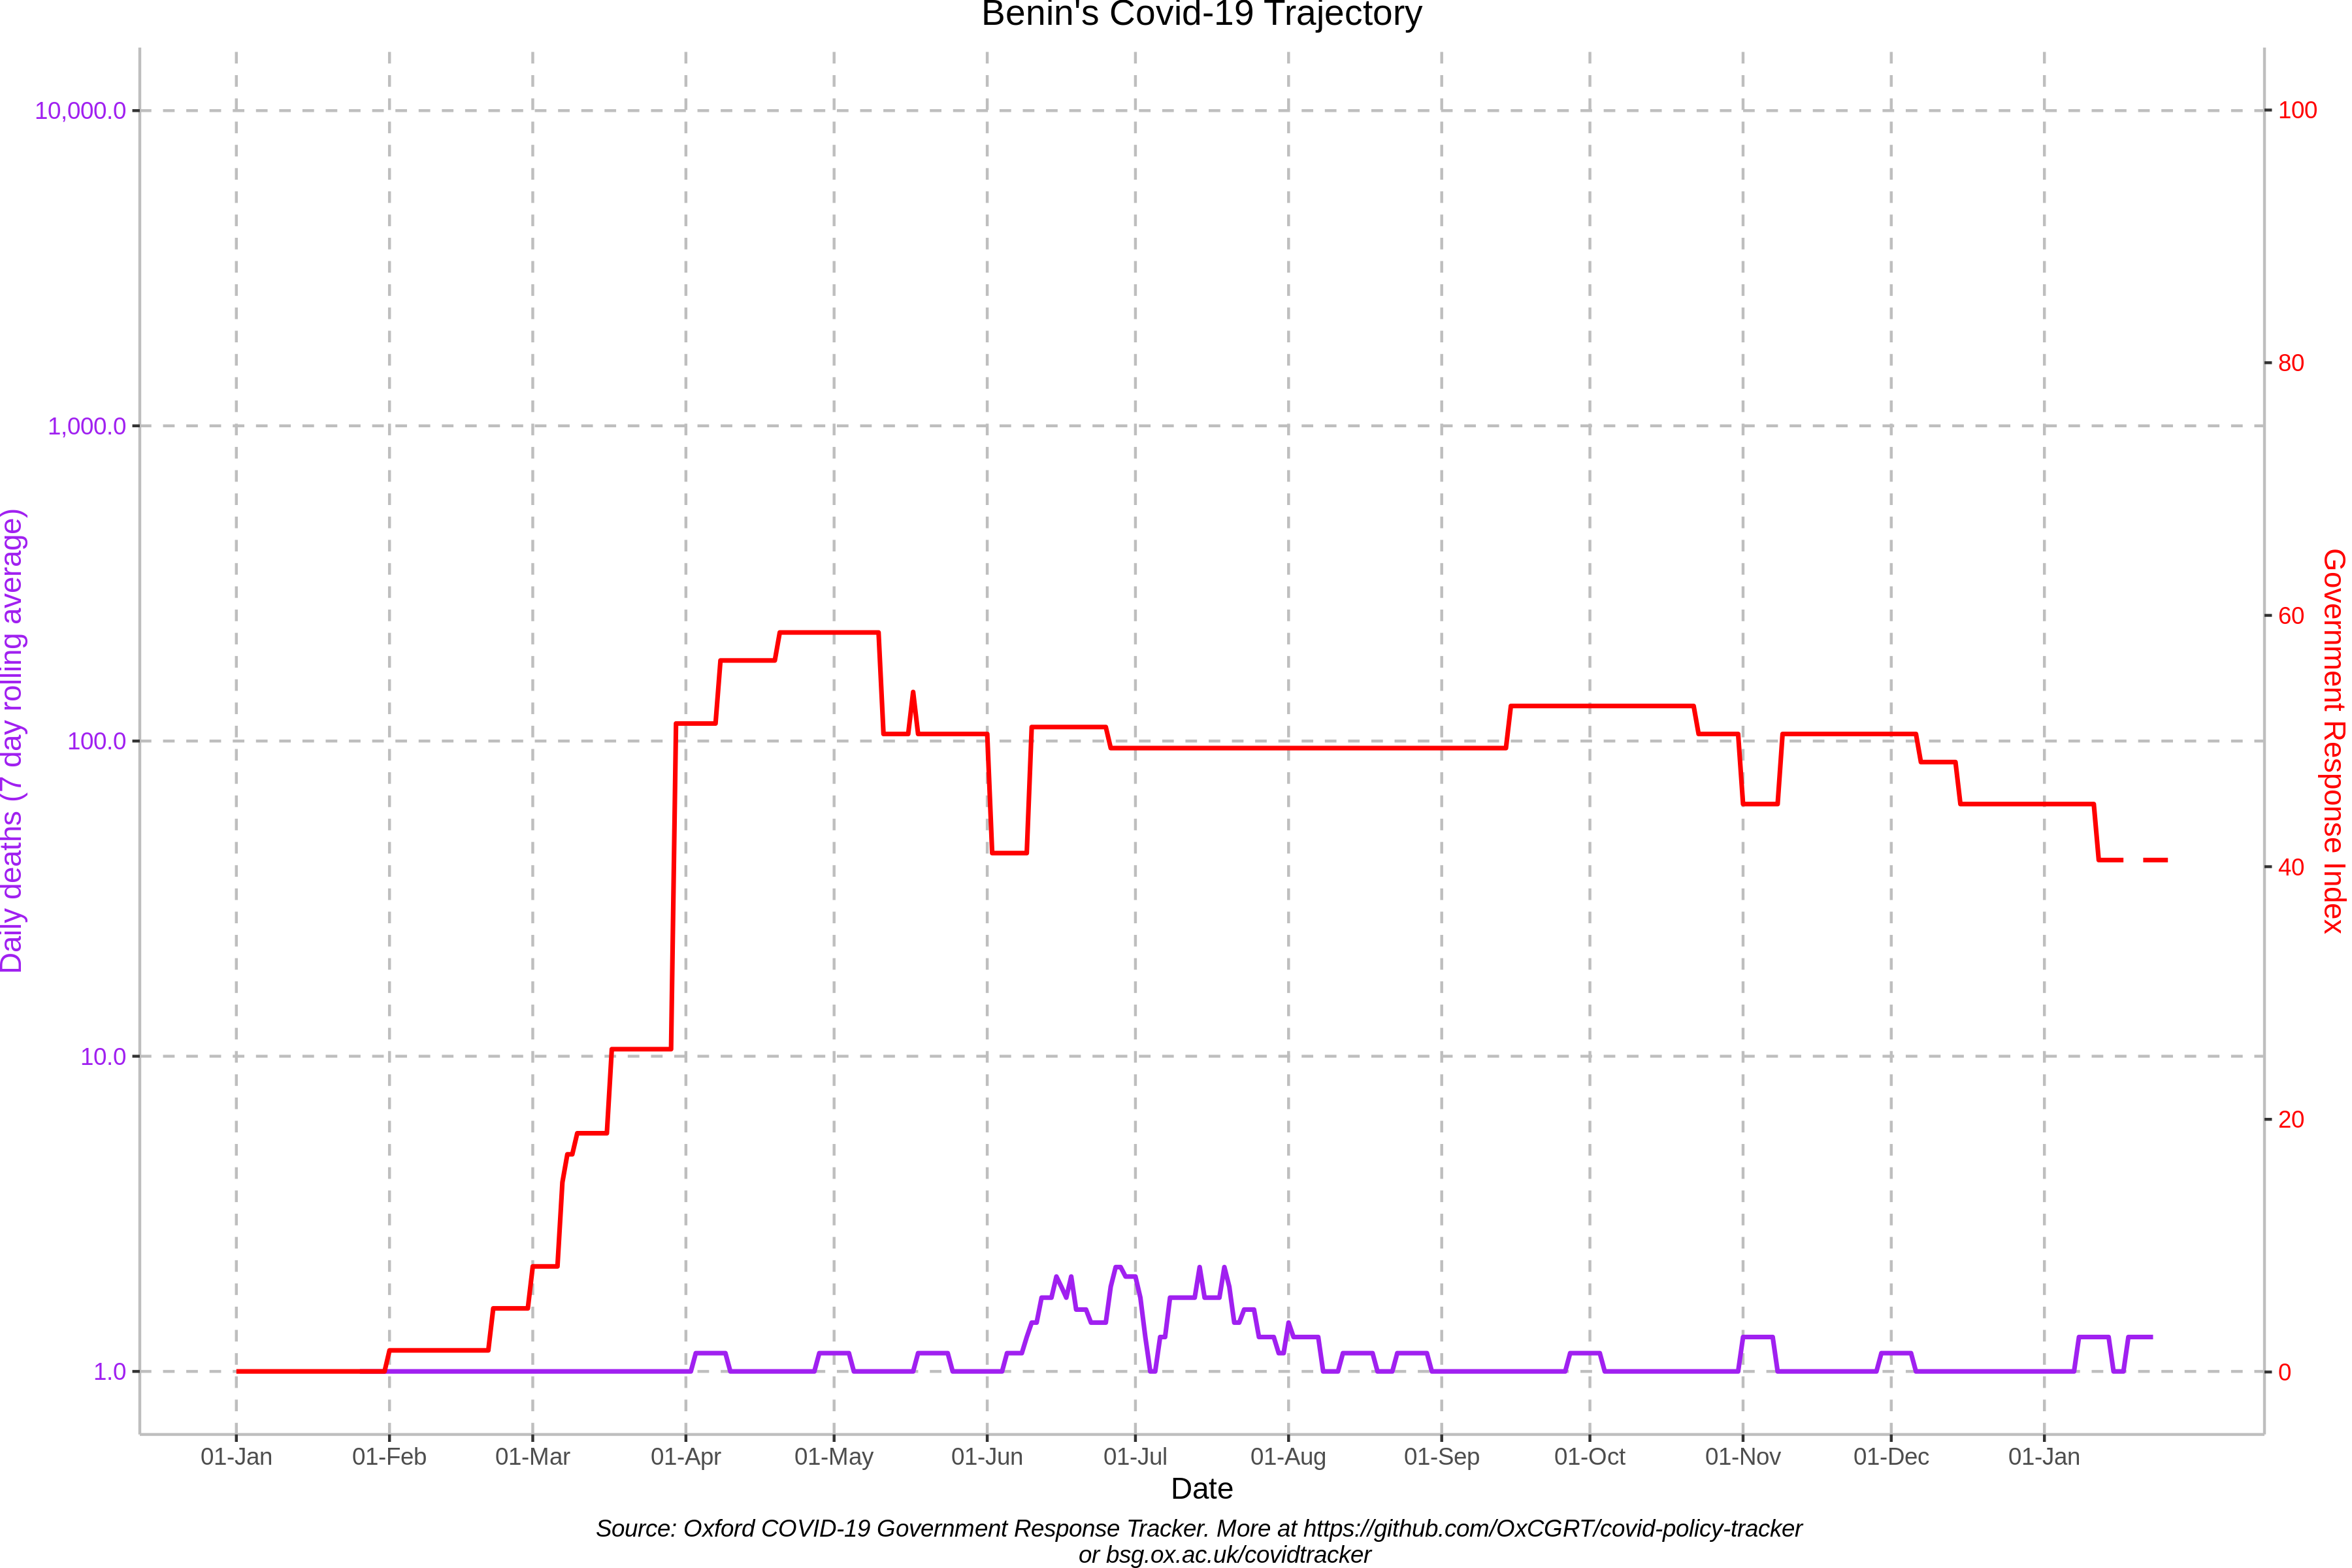 Benin's Covid-19 Trajectory
10,000.0
1,000.0
100.0
10.0
1.0
Daily deaths (7 day rolling average)
100
80
60
40
20
0
Government Response Index
01-Jan 01-Feb 01-Mar 01-Apr 01-May 01-Jun 01-Jul 01-Aug 01-Sep 01-Oct 01-Nov 01-Dec 01-Jan
Date
Source: Oxford COVID-19 Government Response Tracker. More at https://github.com/OxCGRT/covid-policy-tracker
or bsg.ox.ac.uk/covidtracker